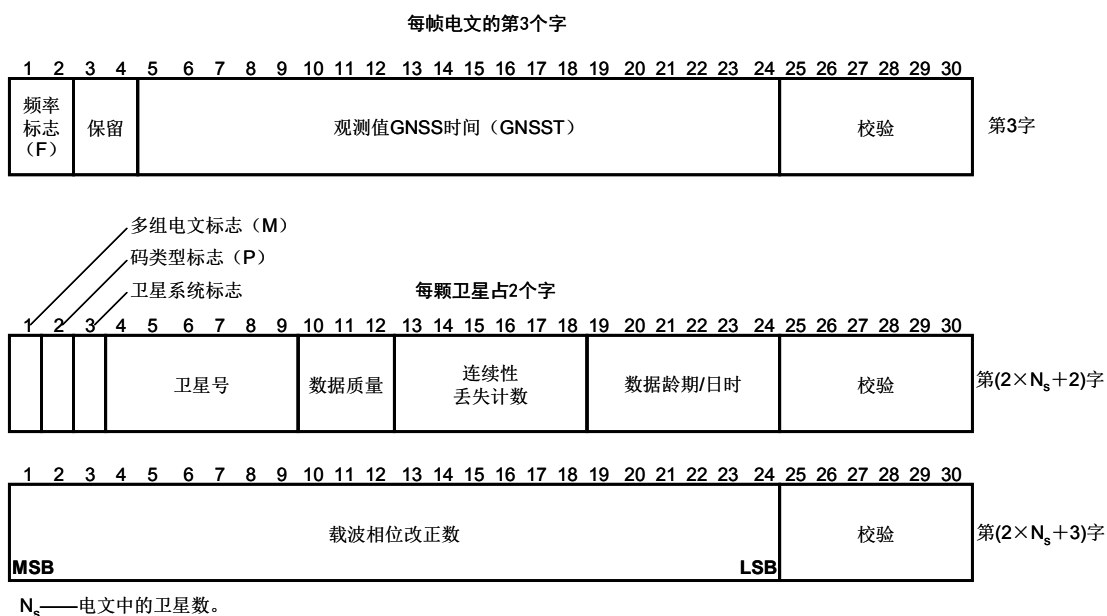 每帧电文的第3个字
1 2 3 4 5 6 7 8 9 10 11 12 13 14 15 16 17 18 19 20 21 22 23 24 25 26 27 28 29 30
频率
标志
（F）
保留
观测值GNSS时间（GNSST）
校验
第3字
多组电文标志（M）
码类型标志（P）
卫星系统标志
每颗卫星占2个字
1 2 3 4 5 6 7 8 9 10 11 12 13 14 15 16 17 18 19 20 21 22 23 24 25 26 27 28 29 30
卫星号
数据质量
连续性
丢失计数
数据龄期/日时
校验
第(2×Ns＋2)字
1 2 3 4 5 6 7 8 9 10 11 12 13 14 15 16 17 18 19 20 21 22 23 24 25 26 27 28 29 30
载波相位改正数
校验
第(2×Ns＋3)字
MSB
LSB
Ns——电文中的卫星数。